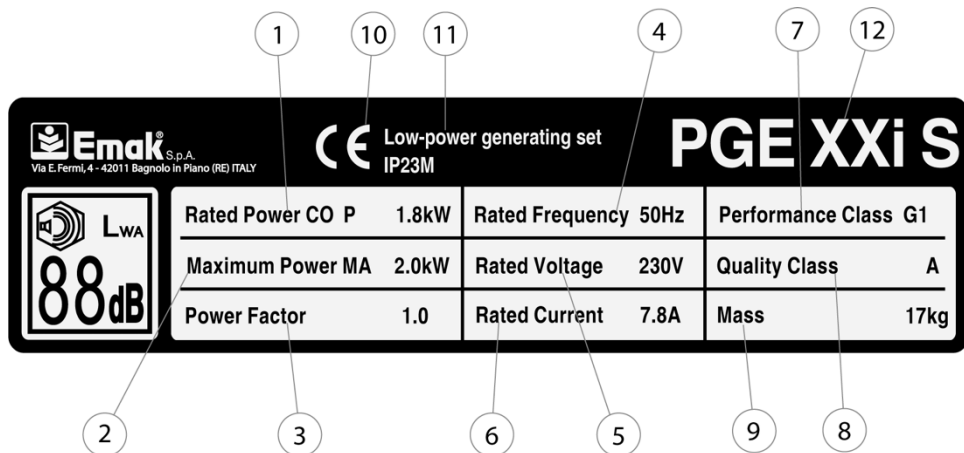 1
10
11
4
7
12
Emak® S.p.A.
Via E. Fermi, 4 - 42011 Bagnolo in Piano (RE) ITALY
CE
Low-power generating set
IP23M
PGE XXi S
LWA
88dB
Rated Power CO P 1.8kW
Rated Frequency 50Hz
Performance Class G1
Maximum Power MA 2.0kW
Rated Voltage 230V
Quality Class A
Power Factor 1.0
Rated Current 7.8A
Mass 17kg
2
3
6
5
9
8